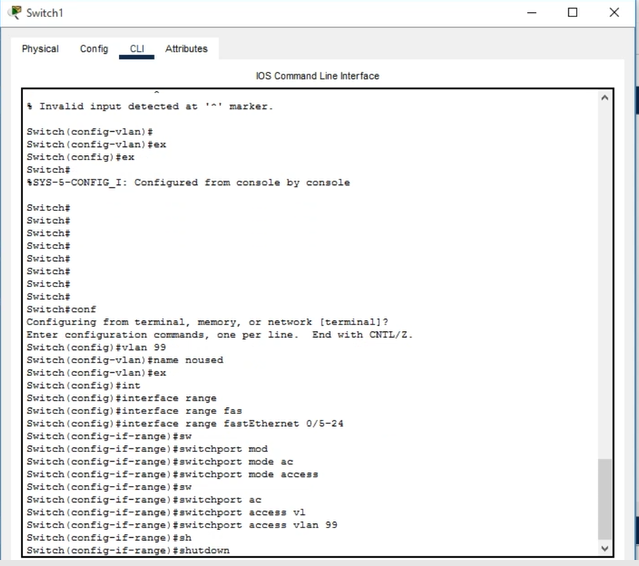 Switch1
Physical Config CLI Attributes
IOS Command Line Interface
^
% Invalid input detected at '^' marker.
Switch(config-vlan)#
Switch(config-vlan)#ex
Switch(config)#ex
Switch#
%SYS-5-CONFIG_I: Configured from console by console
Switch#
Switch#
Switch#
Switch#
Switch#
Switch#
Switch#
Switch#
Switch#conf
Configuring from terminal, memory, or network [terminal]?
Enter configuration commands, one per line.  End with CNTL/Z.
Switch(config)#vlan 99
Switch(config-vlan)#name noused
Switch(config-vlan)#ex
Switch(config)#int
Switch(config)#interface range
Switch(config)#interface range fas
Switch(config)#interface range fastEthernet 0/5-24
Switch(config-if-range)#sw
Switch(config-if-range)#switchport mod
Switch(config-if-range)#switchport mode ac
Switch(config-if-range)#switchport mode access
Switch(config-if-range)#sw
Switch(config-if-range)#switchport ac
Switch(config-if-range)#switchport access vl
Switch(config-if-range)#switchport access vlan 99
Switch(config-if-range)#sh
Switch(config-if-range)#shutdown